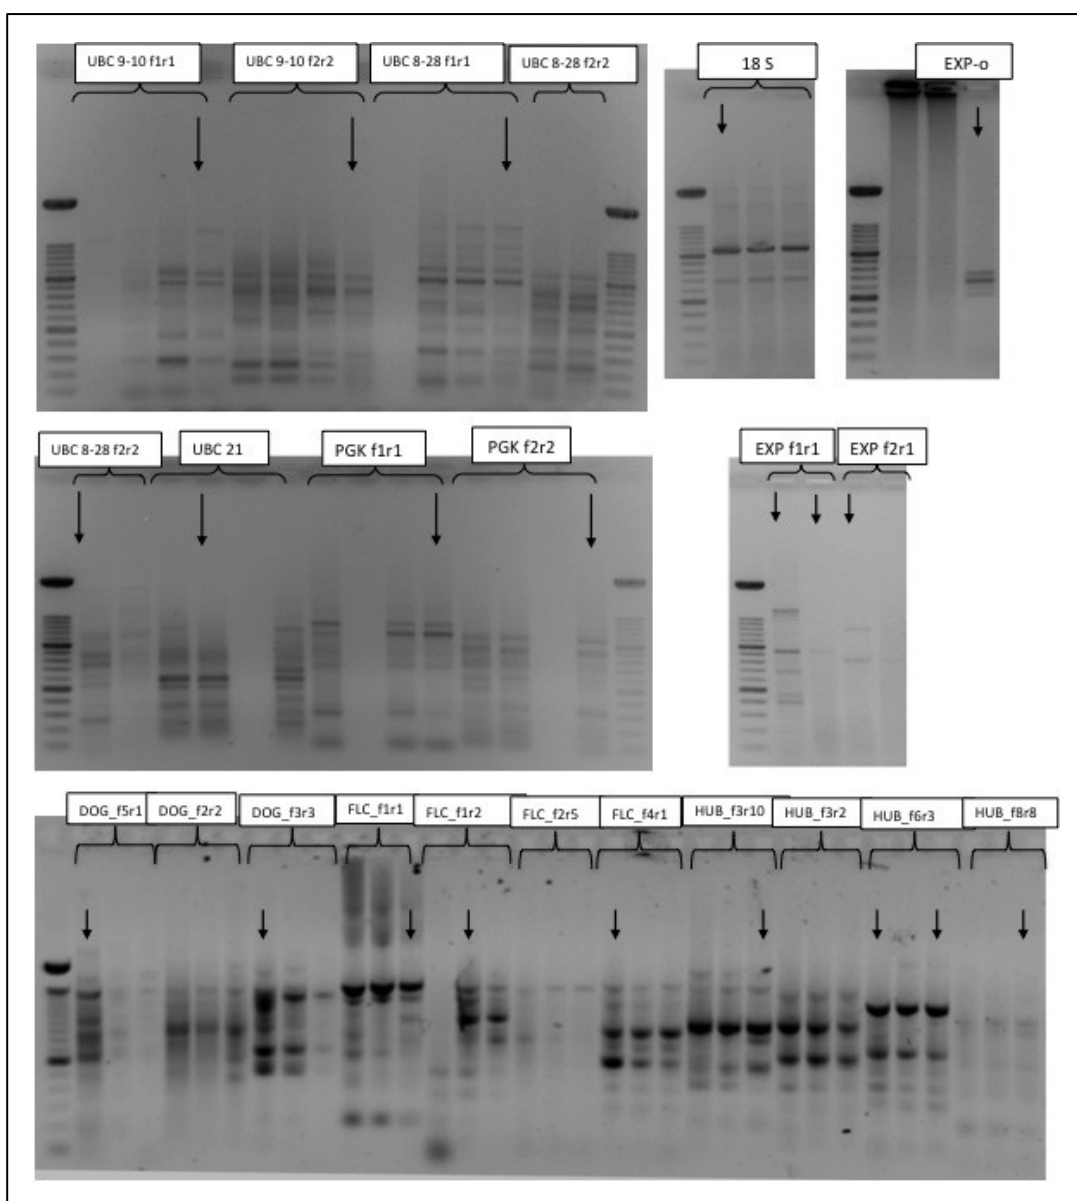 UBC 9-10 f1r1
UBC 9-10 f2r2
UBC 8-28 f1r1
UBC 8-28 f2r2
18 S
EXP-o
UBC 8-28 f2r2
UBC 21
PGK f1r1
PGK f2r2
EXP f1r1
EXP f2r1
DOG_f5r1
DOG_f2r2
DOG_f3r3
FLC_f1r1
FLC_f1r2
FLC_f2r5
FLC_f4r1
HUB_f3r10
HUB_f3r2
HUB_f6r3
HUB_f8r8